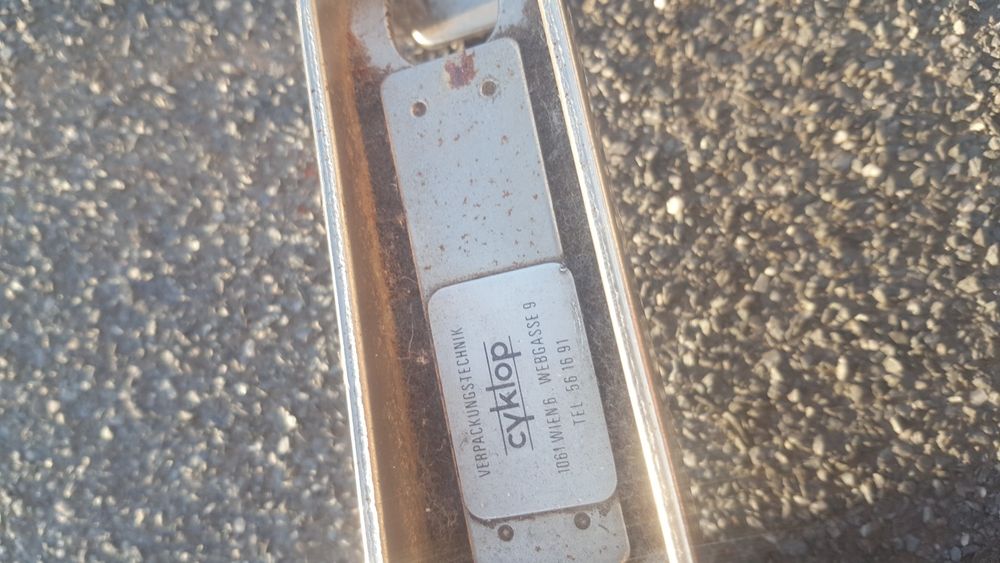 VERPACKUNGSTECHNIK
cyklop
1061 WIEN 6 . WEBGASSE 9
TEL. 56 16 91